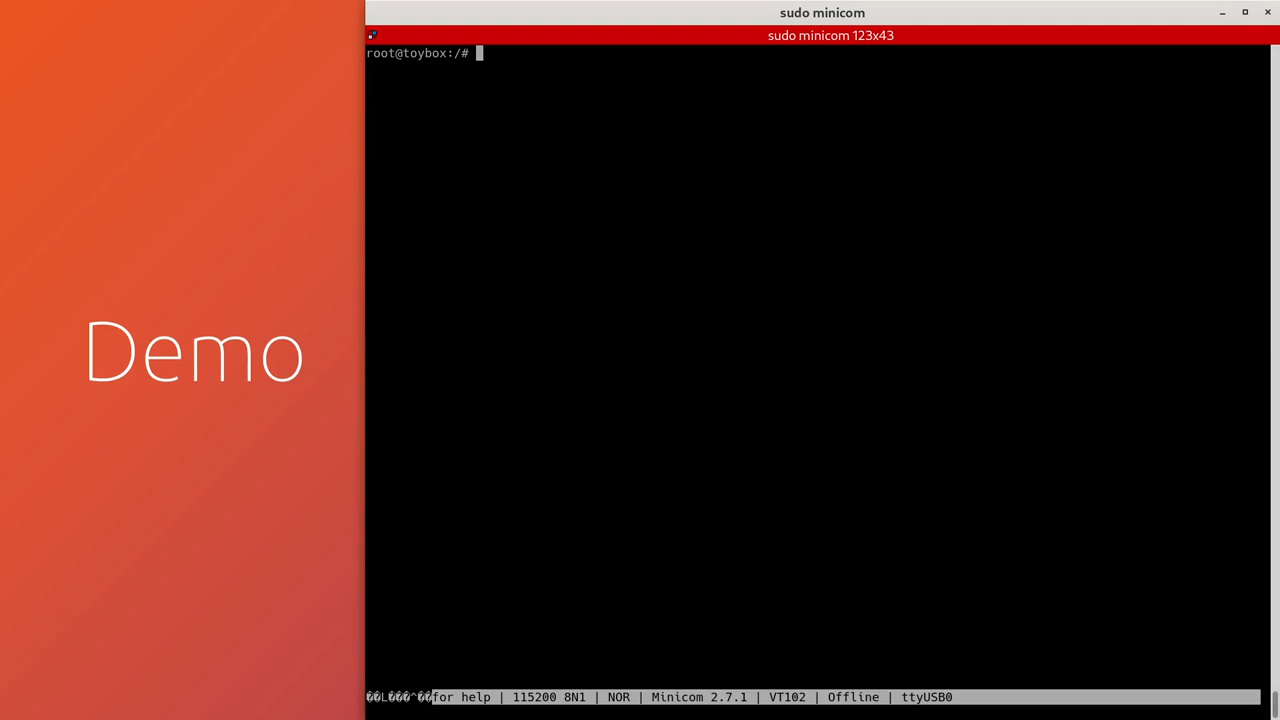 sudo minicom
sudo minicom 123x43
root@toybox:/#
Demo
for help | 115200 8N1 | NOR | Minicom 2.7.1 | VT102 | Offline | ttyUSB0